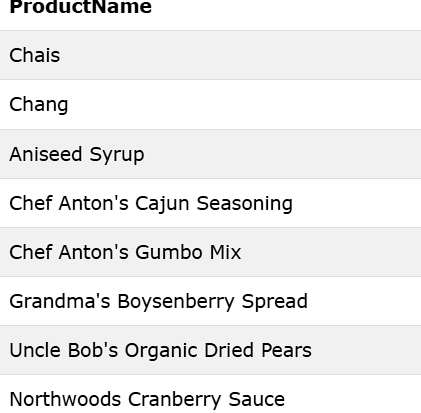 ProductName
Chais
Chang
Aniseed Syrup
Chef Anton's Cajun Seasoning
Chef Anton's Gumbo Mix
Grandma's Boysenberry Spread
Uncle Bob's Organic Dried Pears
Northwoods Cranberry Sauce